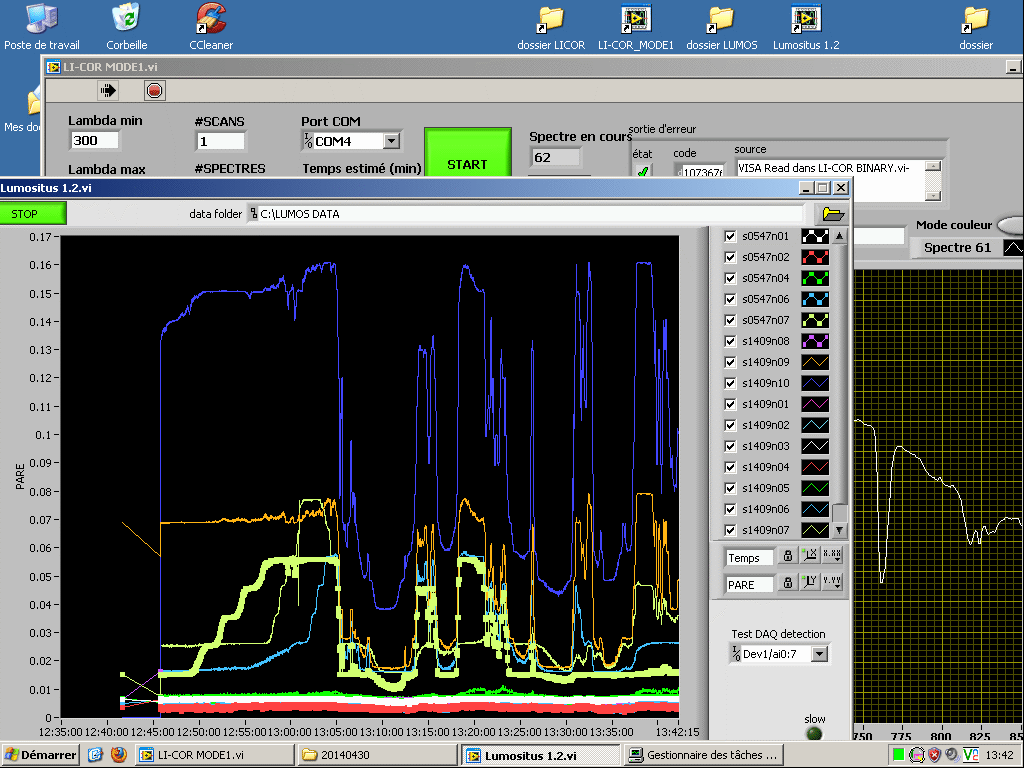 Poste de travail
Corbeille
CCleaner
dossier LICOR
LI-COR_MODE1
dossier LUMOS
Lumositus 1.2
dossier
LI-COR MODE1.vi
Mes do
Lambda min
#SCANS
Port COM
300
1
COM4
START
Spectre en cours
62
sortie d'erreur
état
code
source
107367
VISA Read dans LI-COR BINARY.vi-
Lambda max
#SPECTRES
Temps estimé (min)
Lumositus 1.2.vi
STOP
data folder
C:\LUMOS DATA
Mode couleur
Spectre 61
0.17
0.16
0.15
0.14
0.13
0.12
0.11
0.1
0.09
0.08
0.07
0.06
0.05
0.04
0.03
0.02
0.01
0
PARE
12:35:00
12:40:00
12:45:00
12:50:00
12:55:00
13:00:00
13:05:00
13:10:00
13:15:00
13:20:00
13:25:00
13:30:00
13:35:00
13:42:15
s0547n01
s0547n02
s0547n04
s0547n06
s0547n07
s1409n08
s1409n09
s1409n10
s1409n01
s1409n02
s1409n03
s1409n04
s1409n05
s1409n06
s1409n07
Temps
X
X.XX
PARE
Y
Y.YY
Test DAQ detection
Dev1/ai0:7
slow
750
775
800
825
85
Démarrer
LI-COR MODE1.vi
20140430
Lumositus 1.2.vi
Gestionnaire des tâches ...
V2
13:42